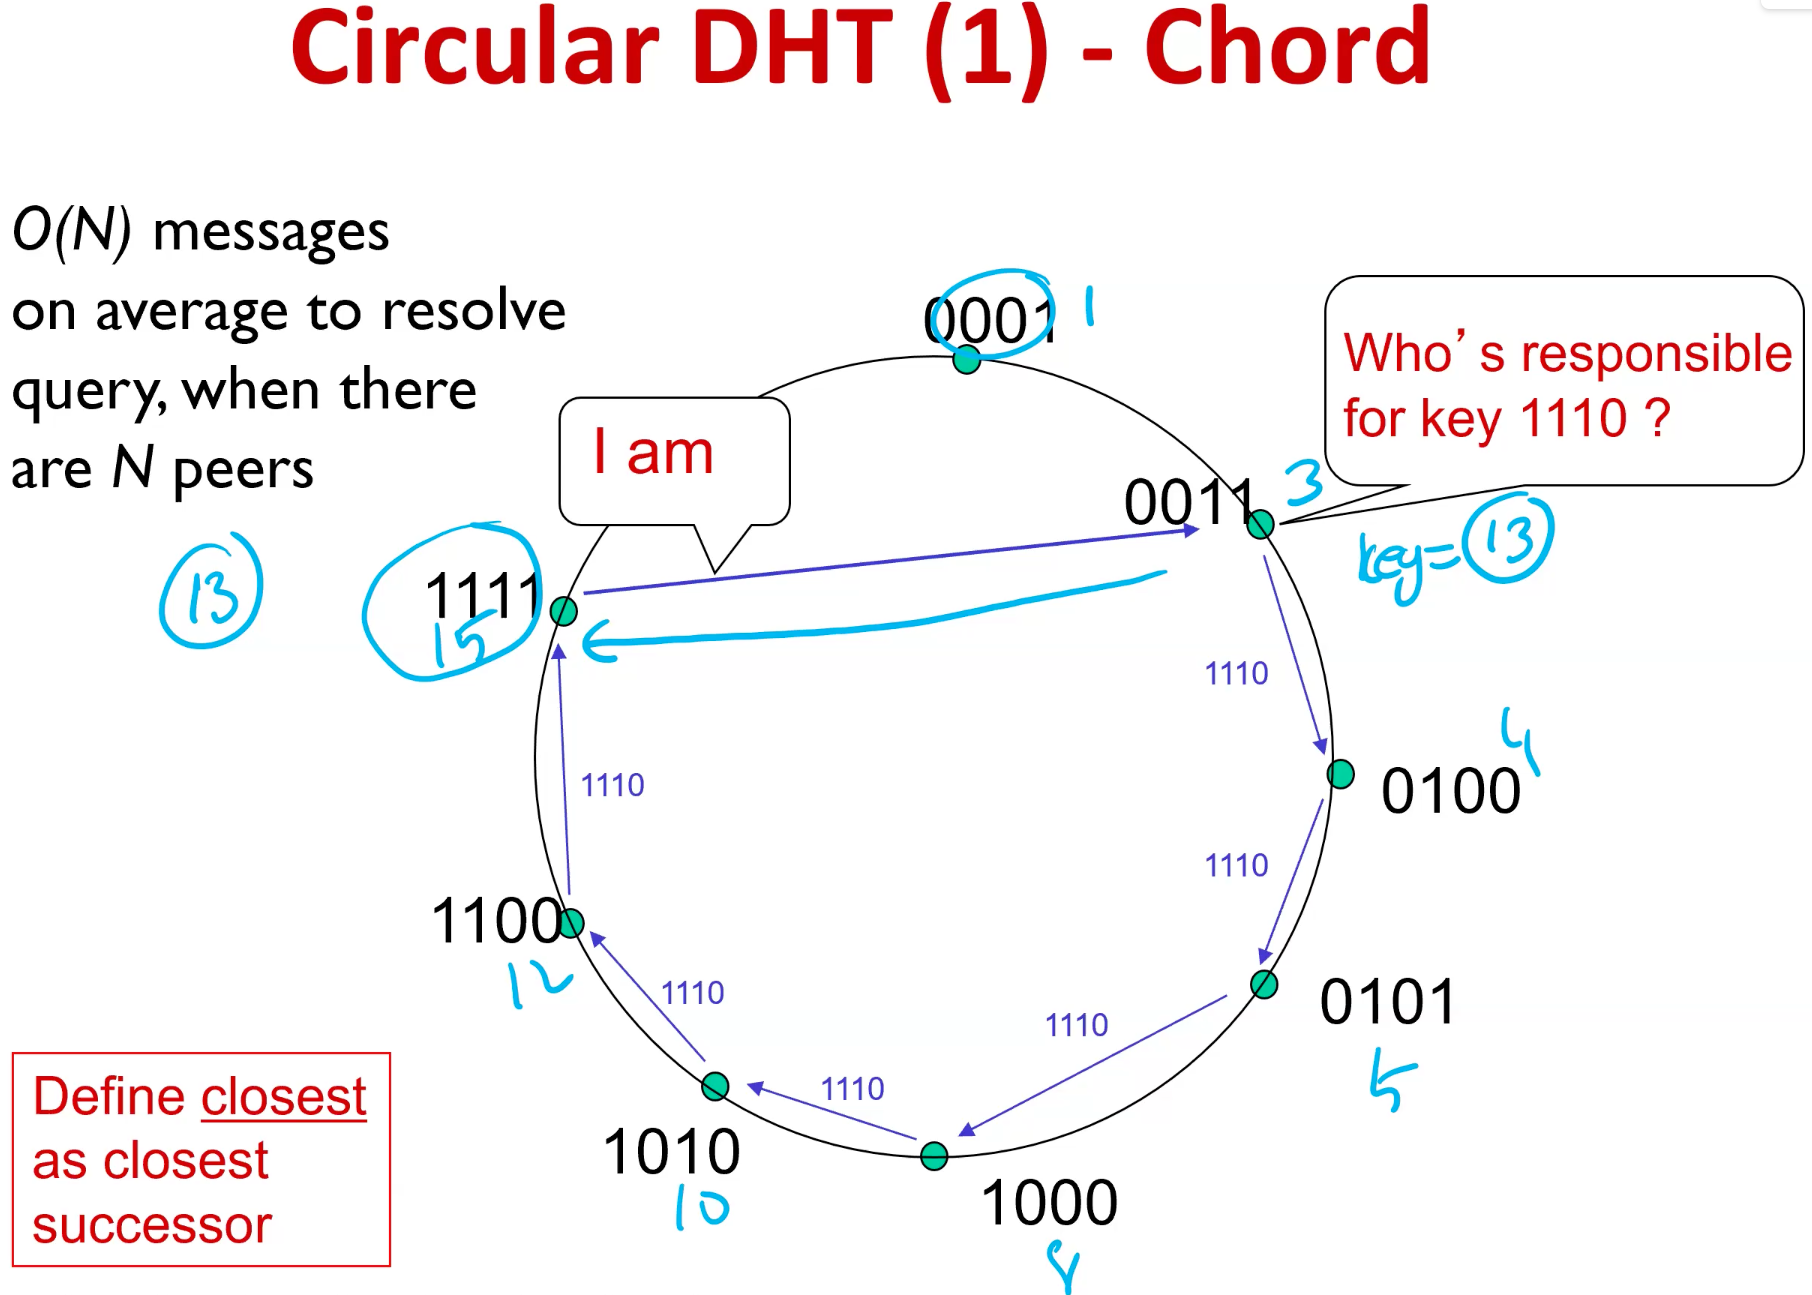 Circular DHT (1) - Chord
O(N) messages
on average to resolve
query, when there
are N peers
0001 1
Who’s responsible
for key 1110 ?
I am
0011 3
key=13
13
1111
15
1110
4
0100
1110
1110
1100
12
1110
0101
5
1110
1110
1010
10
1000
8
Define closest
as closest
successor